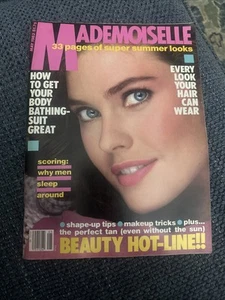 MADEMOISELLE
33 pages of super summer looks
HOW
TO GET
YOUR
BODY
BATHING-
SUIT
GREAT
EVERY
LOOK
YOUR
HAIR
CAN
WEAR
scoring:
why men
sleep
around
• shape-up tips • makeup tricks • plus...
the perfect tan (even without the sun)
BEAUTY HOT-LINE!!